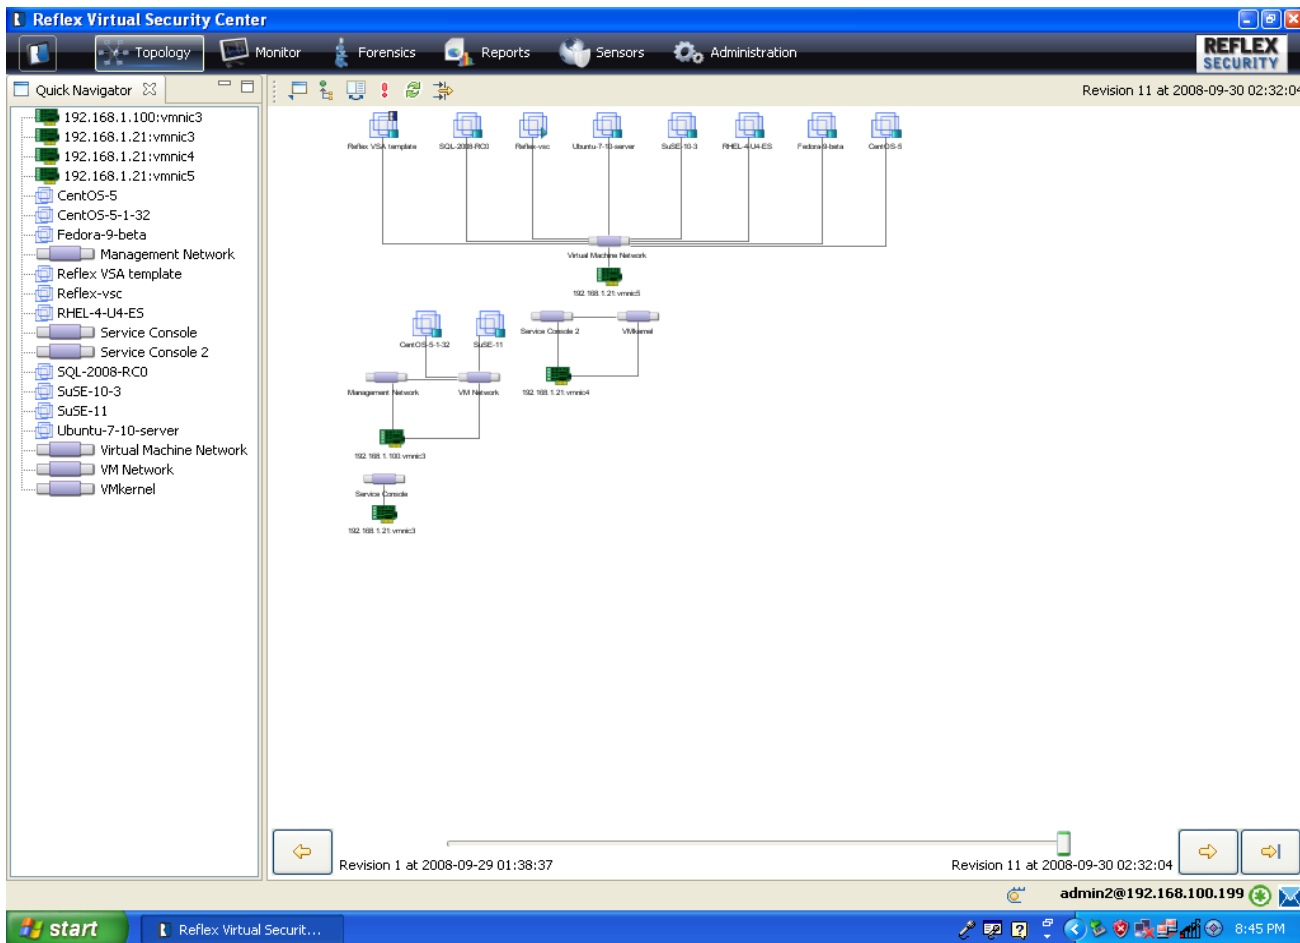 Reflex Virtual Security Center
Topology Monitor Forensics Reports Sensors Administration
REFLEX
SECURITY
Quick Navigator
Revision 11 at 2008-09-30 02:32:04
192.168.1.100:vmnic3
192.168.1.21:vmnic3
192.168.1.21:vmnic4
192.168.1.21:vmnic5
CentOS-5
CentOS-5-1-32
Fedora-9-beta
Management Network
Reflex VSA template
Reflex-vsc
RHEL-4-U4-ES
Service Console
Service Console 2
SQL-2008-RC0
SuSE-10-3
SuSE-11
Ubuntu-7-10-server
Virtual Machine Network
VM Network
VMkernel
Reflex VSA template SQL-2008-RC0 Reflex-vsc Ubuntu-7-10-server SuSE-10-3 RHEL-4-U4-ES Fedora-9-beta CentOS-5
Virtual Machine Network
192.168.1.21:vmnic5
Service Console 2 VMkernel
CentOS-5-1-32 SuSE-11
Management Network VM Network 192.168.1.21:vmnic4
192.168.1.100:vmnic3
Service Console
192.168.1.21:vmnic3
Revision 1 at 2008-09-29 01:38:37
Revision 11 at 2008-09-30 02:32:04
admin2@192.168.100.199
start
Reflex Virtual Securit...
8:45 PM